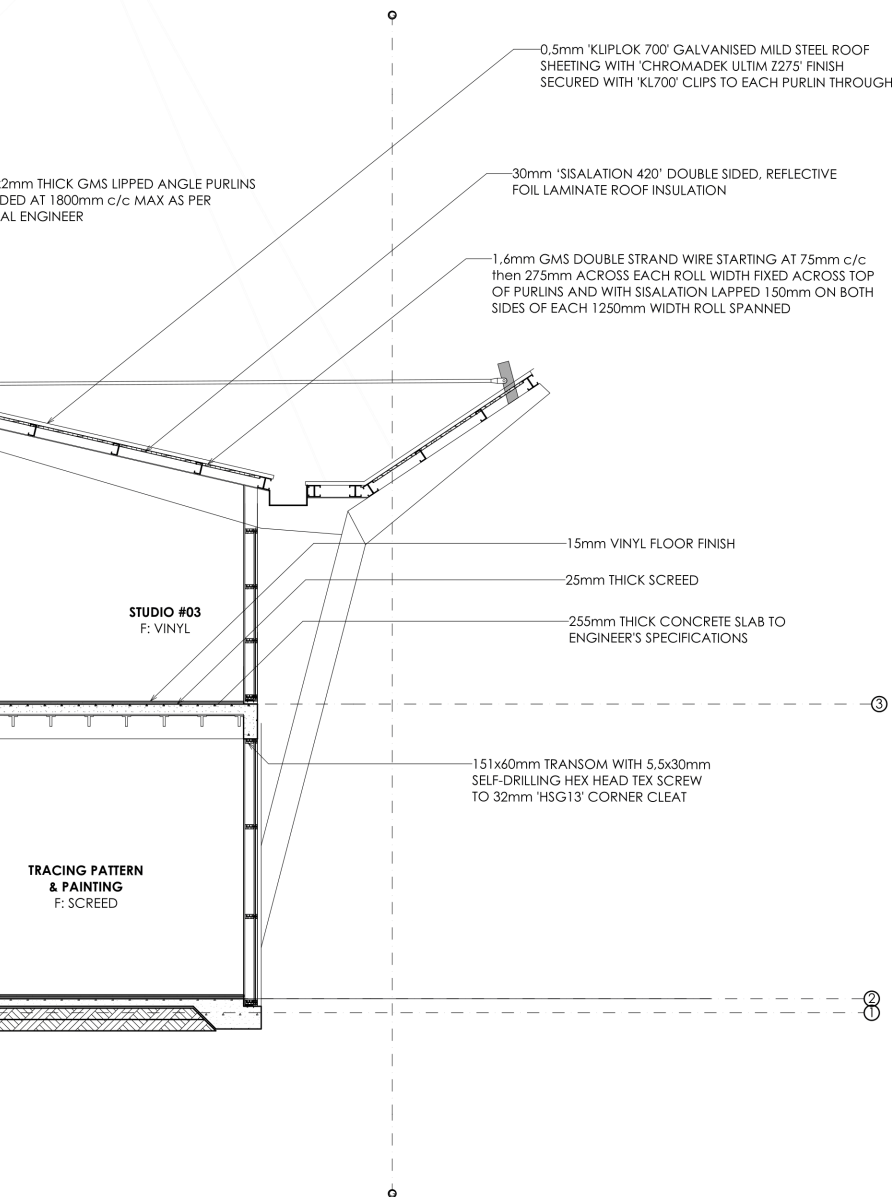 0,5mm 'KLIPLOK 700' GALVANISED MILD STEEL ROOF
SHEETING WITH 'CHROMADEK ULTIM Z275' FINISH
SECURED WITH 'KL700' CLIPS TO EACH PURLIN THROUGH
2mm THICK GMS LIPPED ANGLE PURLINS
DED AT 1800mm c/c MAX AS PER
AL ENGINEER
30mm ‘SISALATION 420’ DOUBLE SIDED, REFLECTIVE
FOIL LAMINATE ROOF INSULATION
1,6mm GMS DOUBLE STRAND WIRE STARTING AT 75mm c/c
then 275mm ACROSS EACH ROLL WIDTH FIXED ACROSS TOP
OF PURLINS AND WITH SISALATION LAPPED 150mm ON BOTH
SIDES OF EACH 1250mm WIDTH ROLL SPANNED
15mm VINYL FLOOR FINISH
25mm THICK SCREED
STUDIO #03
F: VINYL
255mm THICK CONCRETE SLAB TO
ENGINEER'S SPECIFICATIONS
3
151x60mm TRANSOM WITH 5,5x30mm
SELF-DRILLING HEX HEAD TEX SCREW
TO 32mm 'HSG13' CORNER CLEAT
TRACING PATTERN
& PAINTING
F: SCREED
2
1